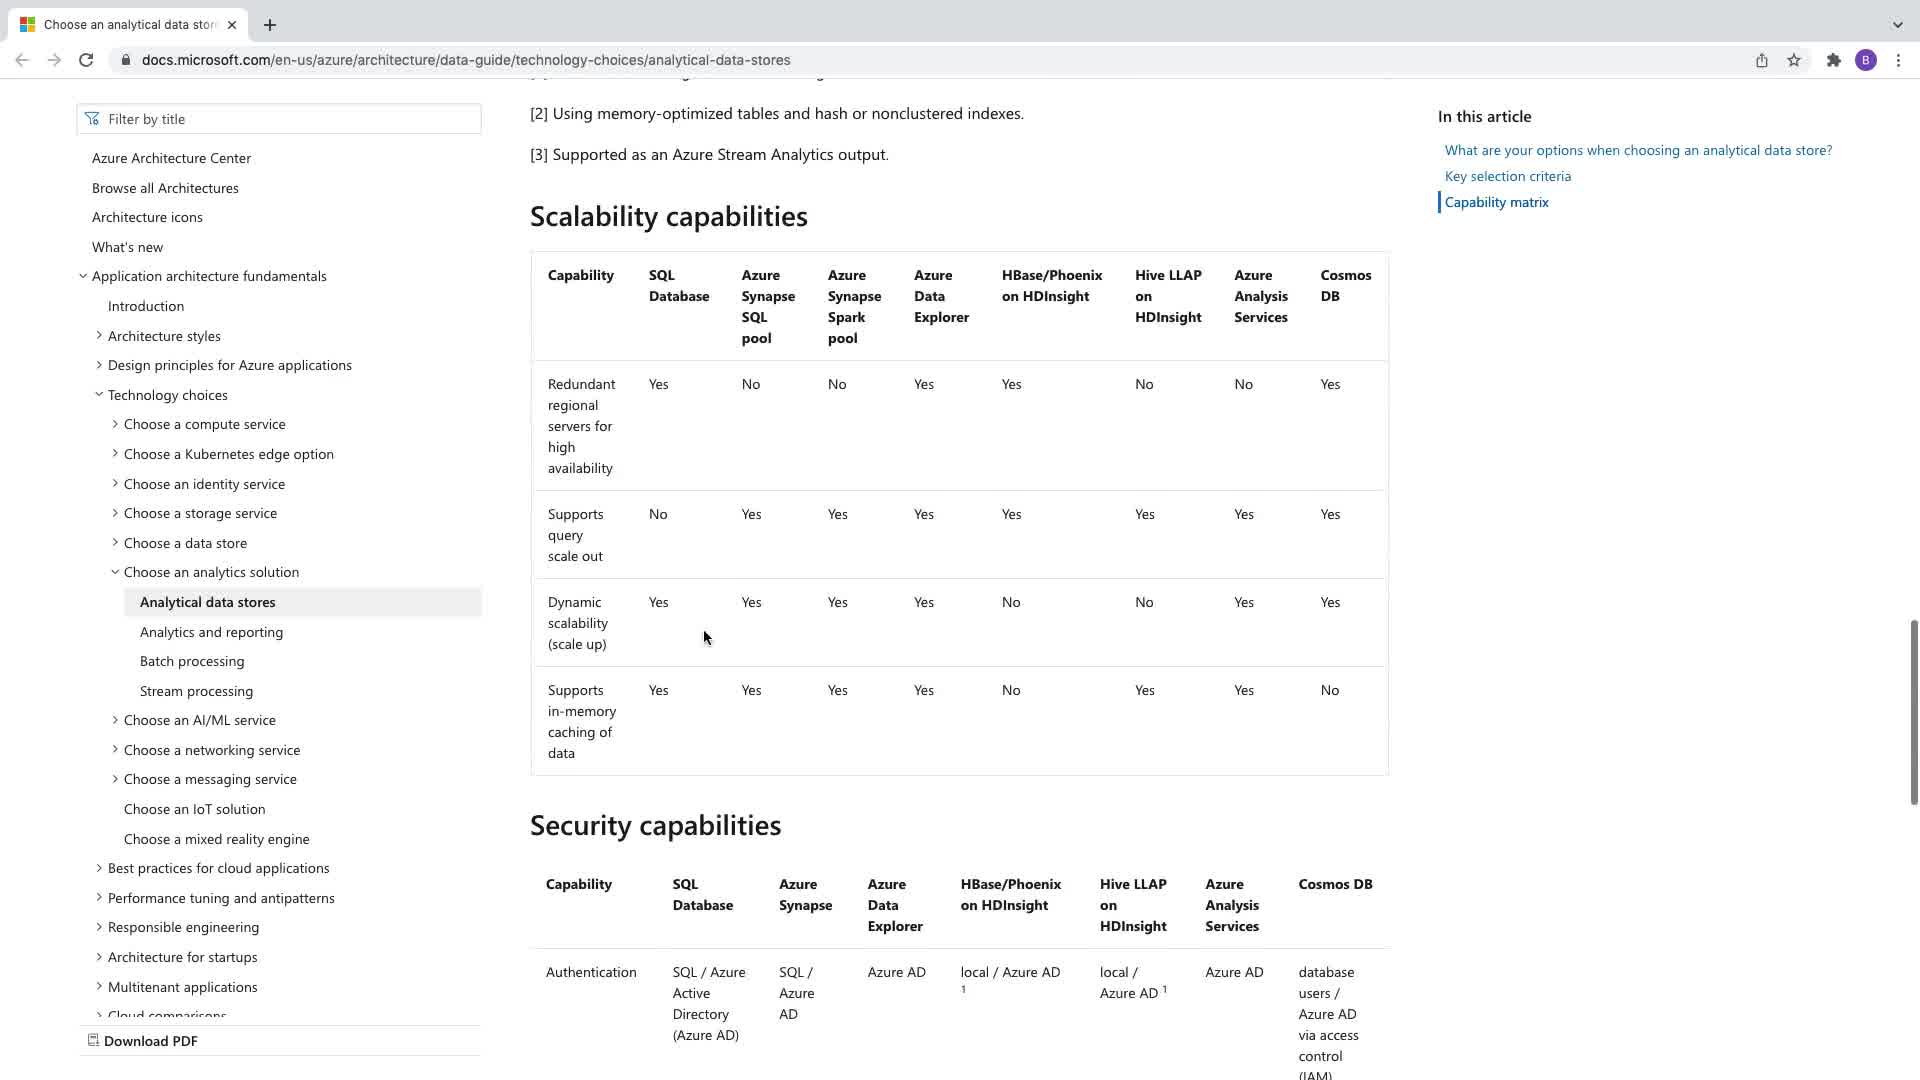 Choose an analytical data stor
docs.microsoft.com/en-us/azure/architecture/data-guide/technology-choices/analytical-data-stores
B
Filter by title
Azure Architecture Center
Browse all Architectures
Architecture icons
What's new
Application architecture fundamentals
Introduction
Architecture styles
Design principles for Azure applications
Technology choices
Choose a compute service
Choose a Kubernetes edge option
Choose an identity service
Choose a storage service
Choose a data store
Choose an analytics solution
Analytical data stores
Analytics and reporting
Batch processing
Stream processing
Choose an AI/ML service
Choose a networking service
Choose a messaging service
Choose an IoT solution
Choose a mixed reality engine
Best practices for cloud applications
Performance tuning and antipatterns
Responsible engineering
Architecture for startups
Multitenant applications
Cloud comparisons
Download PDF
[2] Using memory-optimized tables and hash or nonclustered indexes.
[3] Supported as an Azure Stream Analytics output.
Scalability capabilities
Capability SQL Azure Azure Azure HBase/Phoenix Hive LLAP Azure Cosmos
Database Synapse Synapse Data on HDInsight on Analysis DB
SQL Spark Explorer HDInsight Services
pool pool
Redundant Yes No No Yes Yes No No Yes
regional
servers for
high
availability
Supports No Yes Yes Yes Yes Yes Yes Yes
query
scale out
Dynamic Yes Yes Yes Yes No No Yes Yes
scalability
(scale up)
Supports Yes Yes Yes Yes No Yes Yes No
in-memory
caching of
data
Security capabilities
Capability SQL Azure Azure HBase/Phoenix Hive LLAP Azure Cosmos DB
Database Synapse Data on HDInsight on Analysis
Explorer HDInsight Services
Authentication SQL / Azure SQL / Azure AD local / Azure AD local / Azure AD database
Active Azure 1 Azure AD 1 users /
Directory AD Azure AD
(Azure AD) via access
control
(IAM)
In this article
What are your options when choosing an analytical data store?
Key selection criteria
Capability matrix